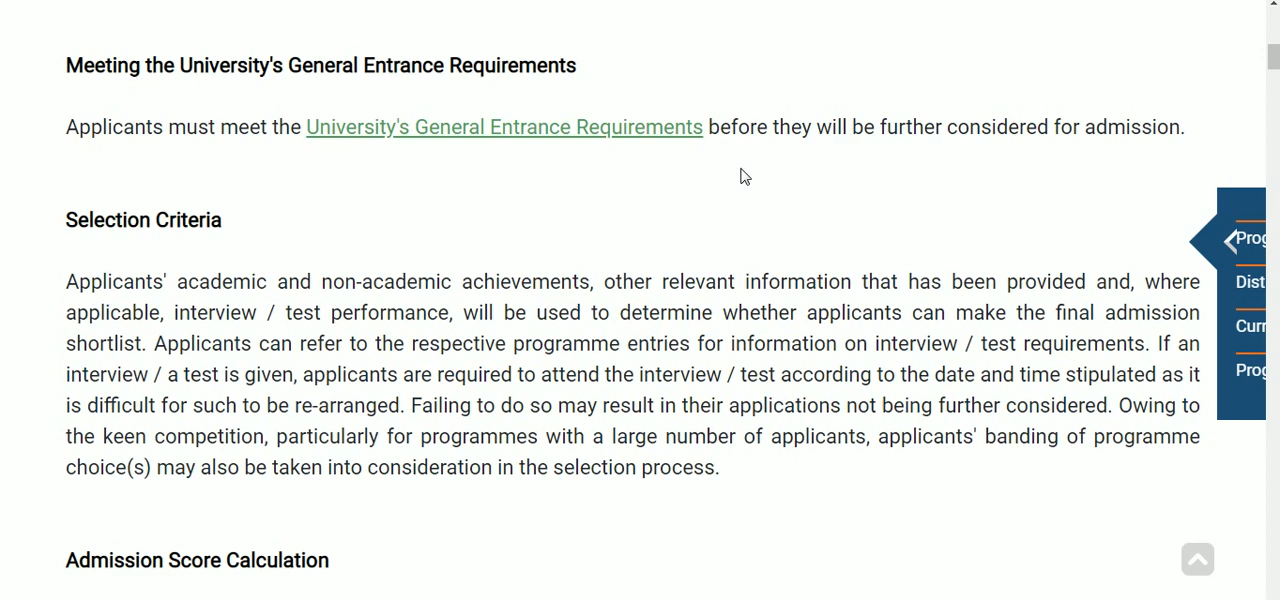 Meeting the University's General Entrance Requirements
Applicants must meet the University's General Entrance Requirements before they will be further considered for admission.
Selection Criteria
Applicants' academic and non-academic achievements, other relevant information that has been provided and, where
applicable, interview / test performance, will be used to determine whether applicants can make the final admission
shortlist. Applicants can refer to the respective programme entries for information on interview / test requirements. If an
interview / a test is given, applicants are required to attend the interview / test according to the date and time stipulated as it
is difficult for such to be re-arranged. Failing to do so may result in their applications not being further considered. Owing to
the keen competition, particularly for programmes with a large number of applicants, applicants' banding of programme
choice(s) may also be taken into consideration in the selection process.
Admission Score Calculation
Prog
Dist
Curr
Prog